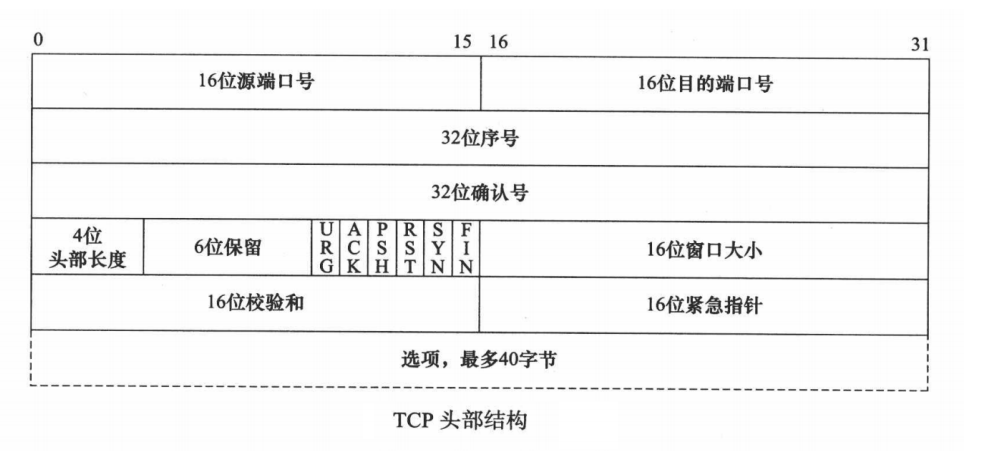 0 15 16 31
16位源端口号 16位目的端口号
32位序号
32位确认号
4位
头部长度 6位保留 URG ACK PSH RST SYN FIN 16位窗口大小
16位校验和 16位紧急指针
选项，最多40字节
TCP 头部结构